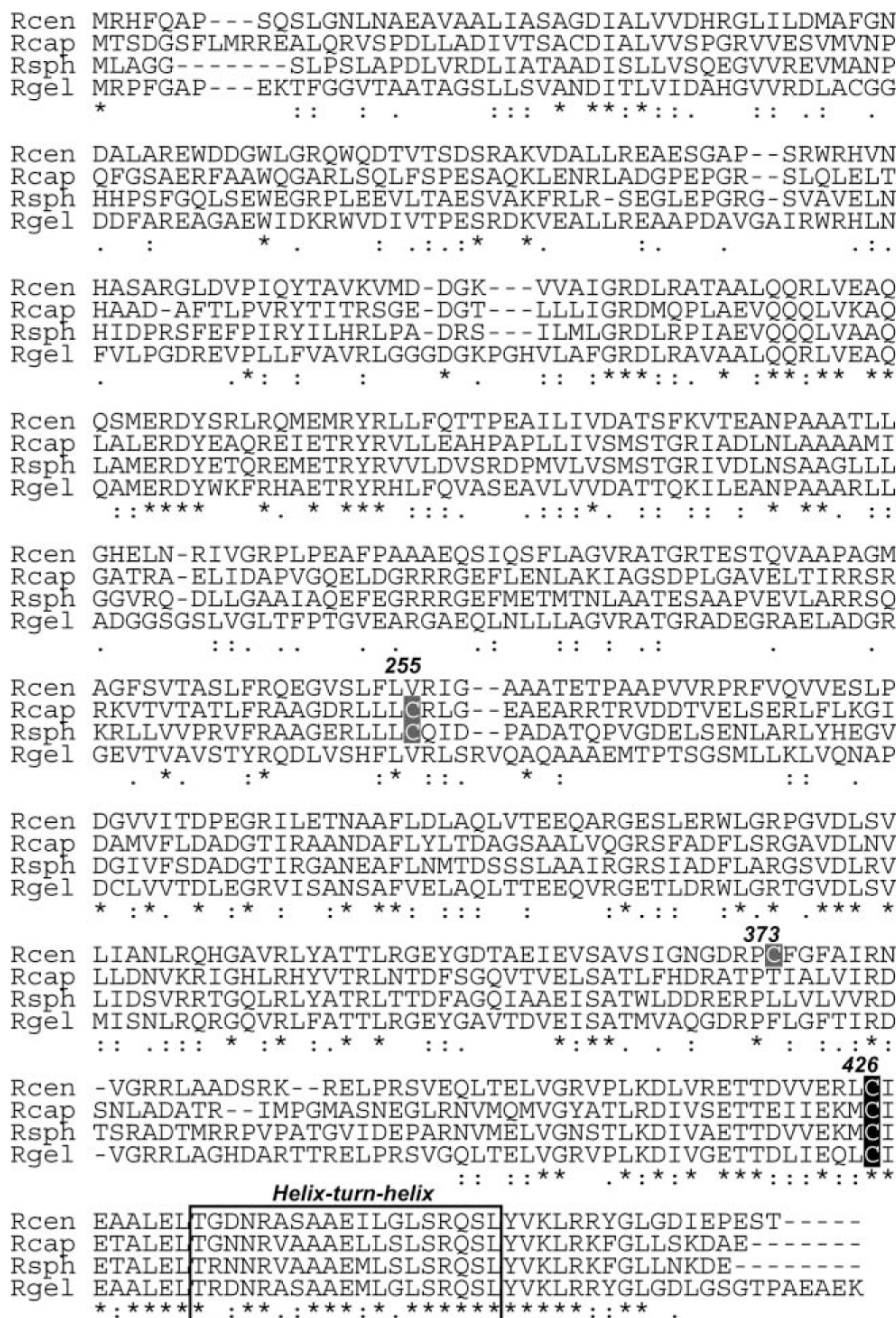 Rcen MRHFQAP---SQSLGNLNAEAVAALIASAGDIALVVDHRGLILDMAFGN
Rcap MTSDGSFLMRREALQRVSPDLLADIVTSACDIALVVSPGRVVESVMVNP
Rsph MLAGG-------SLPSLAPDLVRDLIATAADISLLVSQEGVVREVMANP
Rgel MRPFGAP---EKTFGGVTAATAGSLLSVANDITLVIDAHGVVRDLACGG
* : : : . . : : * . * * : * : : . : : : .
Rcen DALAREWDDGWLGRQWQDTVTSDSRAKVDALLREAESGAP--SRWRHVN
Rcap QFGSAERFAAWQGARLSQLFSPESAQKLENRLADGPEPGR--SLQLELT
Rsph HHPSFGQLSEWEGRPLEEVLTAESVAKFRLR-SEGLEPGRG-SVAVELN
Rgel DDFAREAGAEWIDKRWVDIVTPESRDKVEALLREAAPDAVGAIRWRHLN
. : * . : . : . : * * : . . : .
Rcen HASARGLDVPIQYTAVKVMD-DGK---VVAIGRDLRATAALQQRLVEAQ
Rcap HAAD-AFTLPVRYTITRSGE-DGT---LLLIGRDMQPLAEVQQQLVKAQ
Rsph HIDPRSFEFPIRYILHRLPA-DRS---ILMLGRDLRPIAEVQQQLVAAQ
Rgel FVLPGDREVPLLFVAVRLGGGDGKPGHVLAFGRDLRAVAALQQRLVEAQ
. * : : : * . : : : * * * : : . * : * * : * * * *
Rcen QSMERDYSRLRQMEMRYRLLFQTTPEAILIVDATSFKVTEANPAAATLL
Rcap LALERDYEAQREIETRYRVLLEAHPAPLLIVSMSTGRIADLNLAAAAML
Rsph LAMERDYETQREMETRYRVVLDVSRDPMVLVSMSTGRIVDLNSAAGLLL
Rgel QAMERDYWKFRHAETRYRHLFQVASEAVLVVDATTQKILEANPAAARLL
: : * * * * * . * * * * : : : . . : : : * . : : : : : * * * . : :
Rcen GHELN-RIVGRPLPEAFPAAAEQSIQSFLAGVRATGRTESTQVAAPAGM
Rcap GATRA-ELIDAPVGQELDGRRRGEFLENLAKIAGSDPLGAVELTIRRSR
Rsph GGVRQ-DLLGAAIAQEFEGRRRGEFMETMTNLAATESAAPVEVLARRSQ
Rgel ADGGSGSLVGLTFPTGVEARGAEQLNLLLAGVRATGRADEGRAELADGR
. : : . . . : : : . : . .
255
Rcen AGFSVTASLFRQEGVSLFLVRIG--AAATETPAAPVVRPRFVQVVESLP
Rcap RKVTVTATLFRAAGDRLLLCRLG--EAEARRTRVDDTVELSERLFLKGI
Rsph KRLLVVPRVFRAAGERLLLCQID--PADATQPVGDELSENLARLYHEGV
Rgel GEVTVAVSTYRQDLVSHFLVRLSRVQAQAAAEMTPTSGSMLLKLVQNAP
. * . : * : * : : . * : : : .
Rcen DGVVITDPEGRILETNAAFLDLAQLVTEEQARGESLERWLGRPGVDLSV
Rcap DAMVFLDADGTIRAANDAFLYLTDAGSAALVQGRSFADFLSRGAVDLNV
Rsph DGIVFSDADGTIRGANEAFLNMTDSSSLAAIRGRSIADFLARGSVDLRV
Rgel DCLVVTDLEGRVISANSAFVELAQLTTEEQVRGETLDRWLGRTGVDLSV
* : * . * : * : : * * * : : : : : : * . : : * . * . * * * *
373
Rcen LIANLRQHGAVRLYATTLRGEYGDTAEIEVSAVSIGNGDRPCFGFAIRN
Rcap LLDNVKRIGHLRHYVTRLNTDFSGQVTVELSATLFHDRATPTIALVIRD
Rsph LIDSVRRTGQLRLYATRLTTDFAGQIAAEISATWLDDRERPLLVLVVRD
Rgel MISNLRQRGQVRLFATTLRGEYGAVTDVEISATMVAQGDRPFLGFTIRD
: : . : : : * : * : . * * : : . * : * * . . : * : . : * :
426
Rcen -VGRRLAADSRK--RELPRSVEQLTELVGRVPLKDLVRETTDVVERLCI
Rcap SNLADATR--IMPGMASNEGLRNVMQMVGYATLRDIVSETTEIIEKMCI
Rsph TSRADTMRRPVPATGVIDEPARNVMELVGNSTLKDIVAETTDVVEKMCI
Rgel -VGRRLAGHDARTTRELPRSVGQLTELVGRVPLKDIVGETTDLIEQLCI
: : : : * * . * : * : * * * * : : : * : : * *
Helix-turn-helix
Rcen EAALELTGDNRASAAEILGLSRQSLYVKLRRYGLGDIEPEST-----
Rcap ETALELTGNNRVAAAELLSLSRQSLYVKLRKFGLLSKDAE-------
Rsph ETALELTRNNRVAAAEMLSLSRQSLYVKLRKFGLLNKDE--------
Rgel EAALELTRDNRASAAEMLGLSRQSLYVKLRRYGLGDLGSGTPAEAEK
* : * * * * * : * * . : * * * : * . * * * * * * * * * * * : : * * .